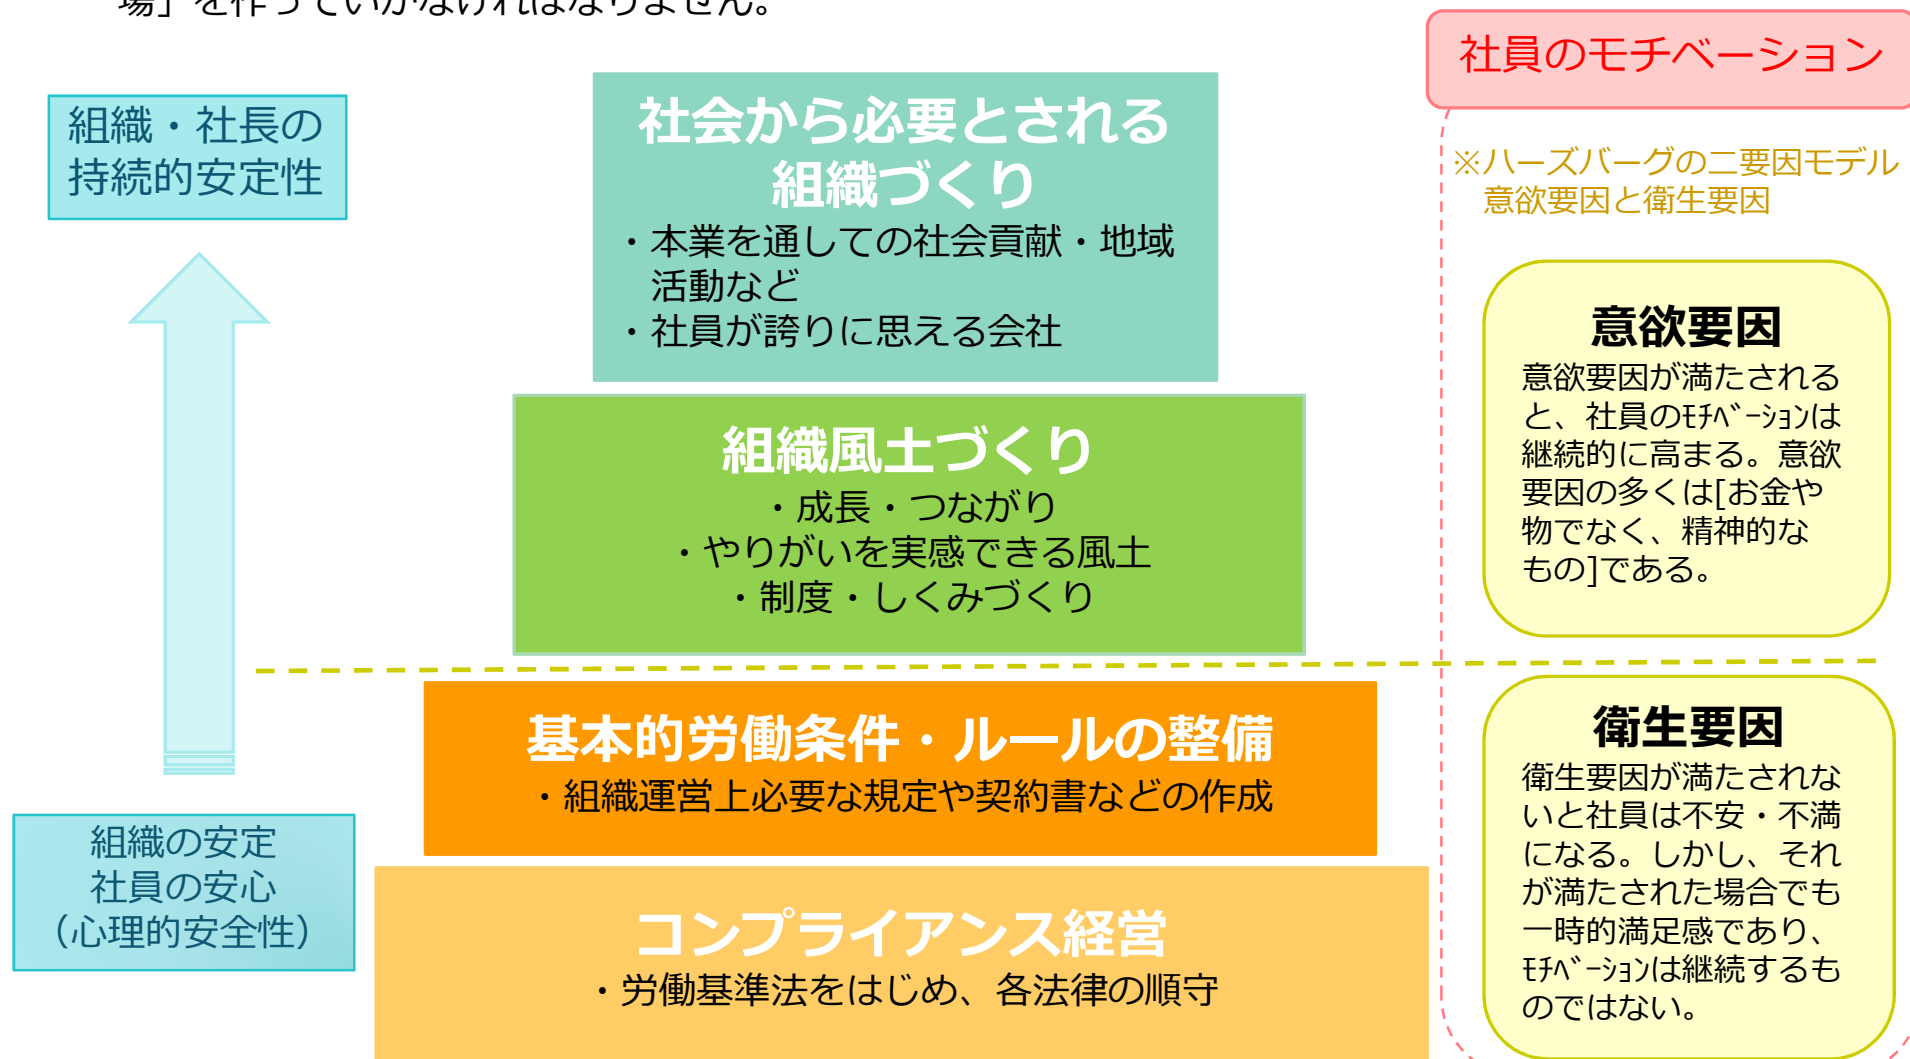 場」を作っていかなければなりません。
社員のモチベーション
※ハーズバーグの二要因モデル
意欲要因と衛生要因
組織・社長の
持続的安定性
社会から必要とされる
組織づくり
・本業を通しての社会貢献・地域
活動など
・社員が誇りに思える会社
意欲要因
意欲要因が満たされる
と、社員のﾓﾁﾍﾞｰｼｮﾝは
継続的に高まる。意欲
要因の多くは[お金や
物でなく、精神的な
もの]である。
組織風土づくり
・成長・つながり
・やりがいを実感できる風土
・制度・しくみづくり
基本的労働条件・ルールの整備
・組織運営上必要な規定や契約書などの作成
衛生要因
衛生要因が満たされな
いと社員は不安・不満
になる。しかし、それ
が満たされた場合でも
一時的満足感であり、
ﾓﾁﾍﾞｰｼｮﾝは継続するも
のではない。
組織の安定
社員の安心
（心理的安全性）
コンプライアンス経営
・労働基準法をはじめ、各法律の順守